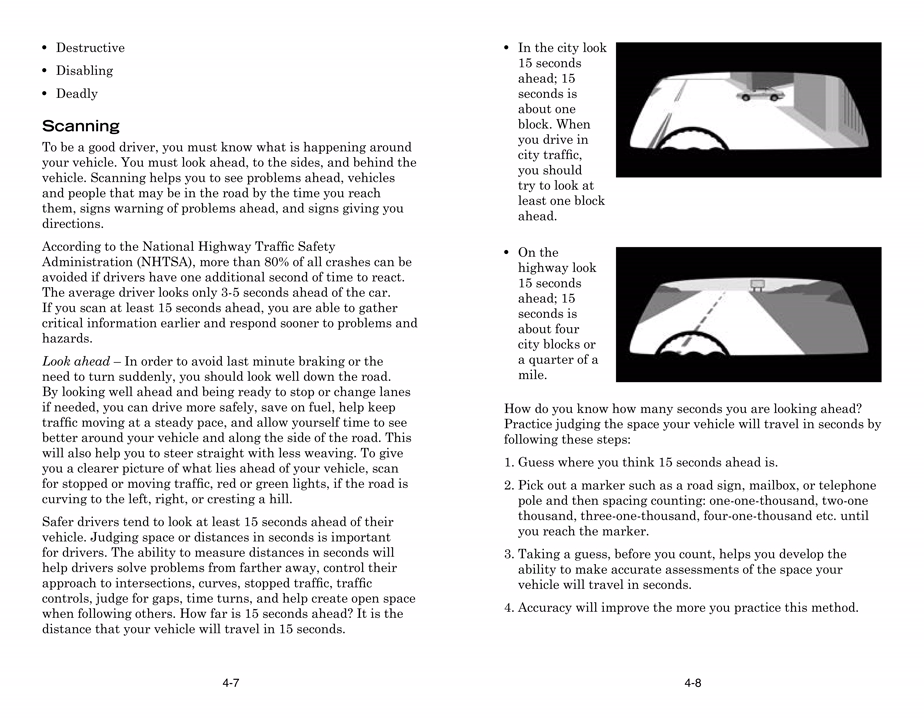 • Destructive
• Disabling
• Deadly
Scanning
To be a good driver, you must know what is happening around
your vehicle. You must look ahead, to the sides, and behind the
vehicle. Scanning helps you to see problems ahead, vehicles
and people that may be in the road by the time you reach
them, signs warning of problems ahead, and signs giving you
directions.
According to the National Highway Traffic Safety
Administration (NHTSA), more than 80% of all crashes can be
avoided if drivers have one additional second of time to react.
The average driver looks only 3-5 seconds ahead of the car.
If you scan at least 15 seconds ahead, you are able to gather
critical information earlier and respond sooner to problems and
hazards.
Look ahead – In order to avoid last minute braking or the
need to turn suddenly, you should look well down the road.
By looking well ahead and being ready to stop or change lanes
if needed, you can drive more safely, save on fuel, help keep
traffic moving at a steady pace, and allow yourself time to see
better around your vehicle and along the side of the road. This
will also help you to steer straight with less weaving. To give
you a clearer picture of what lies ahead of your vehicle, scan
for stopped or moving traffic, red or green lights, if the road is
curving to the left, right, or cresting a hill.
Safer drivers tend to look at least 15 seconds ahead of their
vehicle. Judging space or distances in seconds is important
for drivers. The ability to measure distances in seconds will
help drivers solve problems from farther away, control their
approach to intersections, curves, stopped traffic, traffic
controls, judge for gaps, time turns, and help create open space
when following others. How far is 15 seconds ahead? It is the
distance that your vehicle will travel in 15 seconds.
4-7
• In the city look
15 seconds
ahead; 15
seconds is
about one
block. When
you drive in
city traffic,
you should
try to look at
least one block
ahead.
• On the
highway look
15 seconds
ahead; 15
seconds is
about four
city blocks or
a quarter of a
mile.
How do you know how many seconds you are looking ahead?
Practice judging the space your vehicle will travel in seconds by
following these steps:
1. Guess where you think 15 seconds ahead is.
2. Pick out a marker such as a road sign, mailbox, or telephone
pole and then spacing counting: one-one-thousand, two-one
thousand, three-one-thousand, four-one-thousand etc. until
you reach the marker.
3. Taking a guess, before you count, helps you develop the
ability to make accurate assessments of the space your
vehicle will travel in seconds.
4. Accuracy will improve the more you practice this method.
4-8